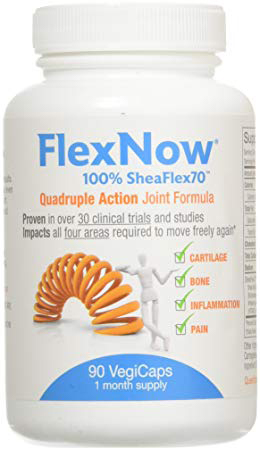 FlexNow®
100% SheaFlex70™
Quadruple Action Joint Formula
Proven in over 30 clinical trials and studies
Impacts all four areas required to move freely again*
CARTILAGE
BONE
INFLAMMATION
PAIN
90 VegiCaps
1 month supply